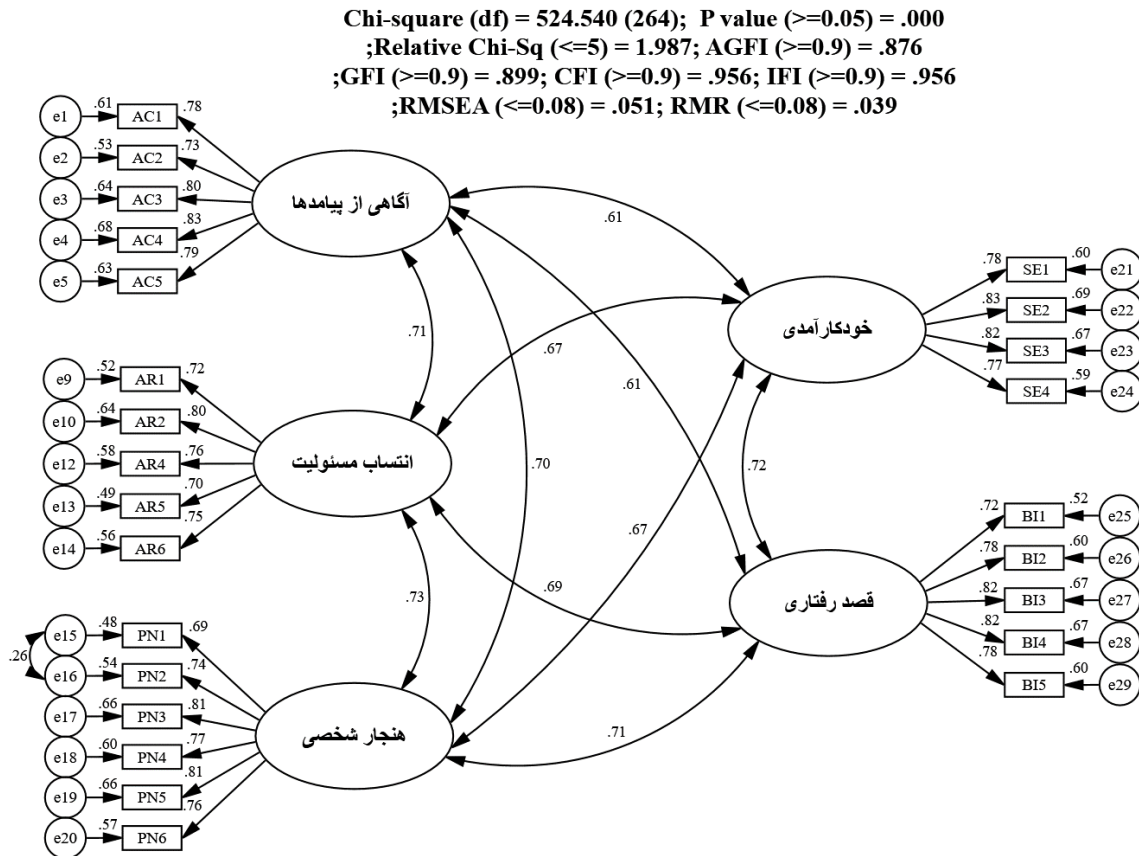 Chi-square (df) = 524.540 (264); P value (>=0.05) = .000
;Relative Chi-Sq (<=5) = 1.987; AGFI (>=0.9) = .876
;GFI (>=0.9) = .899; CFI (>=0.9) = .956; IFI (>=0.9) = .956
;RMSEA (<=0.08) = .051; RMR (<=0.08) = .039
e1 .61 AC1 .78
e2 .53 AC2 .73
e3 .64 AC3 .80
e4 .68 AC4 .83
e5 .63 AC5 .79
آگاهی از پیامدها
e9 .52 AR1 .72
e10 .64 AR2 .80
e12 .58 AR4 .76
e13 .49 AR5 .70
e14 .56 AR6 .75
انتساب مسئولیت
.26
e15 .48 PN1 .69
e16 .54 PN2 .74
e17 .66 PN3 .81
e18 .60 PN4 .77
e19 .66 PN5 .81
e20 .57 PN6 .76
هنجار شخصی
.61
.71
.67
.61
.70
.72
.67
.69
.73
.71
خودکارآمدی
.78 SE1 .60 e21
.83 SE2 .69 e22
.82 SE3 .67 e23
.77 SE4 .59 e24
قصد رفتاری
.72 BI1 .52 e25
.78 BI2 .60 e26
.82 BI3 .67 e27
.82 BI4 .67 e28
.78 BI5 .60 e29